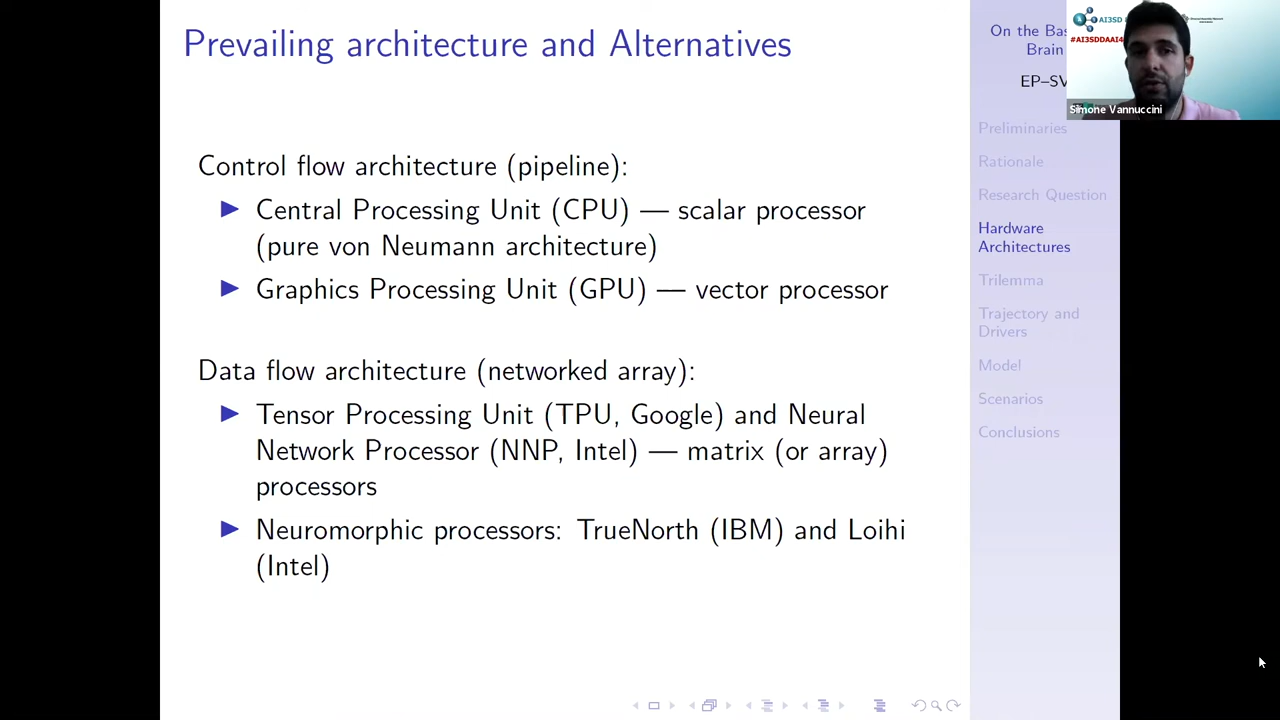 Prevailing architecture and Alternatives
Control flow architecture (pipeline):
Central Processing Unit (CPU) — scalar processor
(pure von Neumann architecture)
Graphics Processing Unit (GPU) — vector processor
Data flow architecture (networked array):
Tensor Processing Unit (TPU, Google) and Neural
Network Processor (NNP, Intel) — matrix (or array)
processors
Neuromorphic processors: TrueNorth (IBM) and Loihi
(Intel)
On the Bas
Brain
EP–SV
Preliminaries
Rationale
Research Question
Hardware
Architectures
Trilemma
Trajectory and
Drivers
Model
Scenarios
Conclusions
AI3SD
#AI3SDDAAI4
Simone Vannuccini